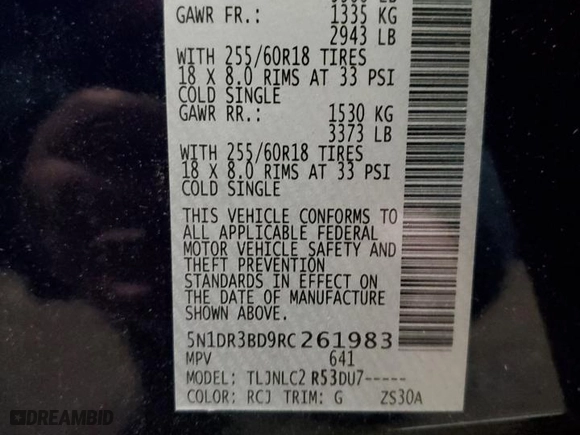 GAWR FR.: 1335 KG
2943 LB
WITH 255/60R18 TIRES
18 X 8.0 RIMS AT 33 PSI
COLD SINGLE
GAWR RR.: 1530 KG
3373 LB
WITH 255/60R18 TIRES
18 X 8.0 RIMS AT 33 PSI
COLD SINGLE
THIS VEHICLE CONFORMS TO
ALL APPLICABLE FEDERAL
MOTOR VEHICLE SAFETY AND
THEFT PREVENTION
STANDARDS IN EFFECT ON
THE DATE OF MANUFACTURE
SHOWN ABOVE.
5N1DR3BD9RC261983
MPV 641
MODEL: TLJNLC2 R53DU7-----
COLOR: RCJ TRIM: G ZS30A
DREAMBID